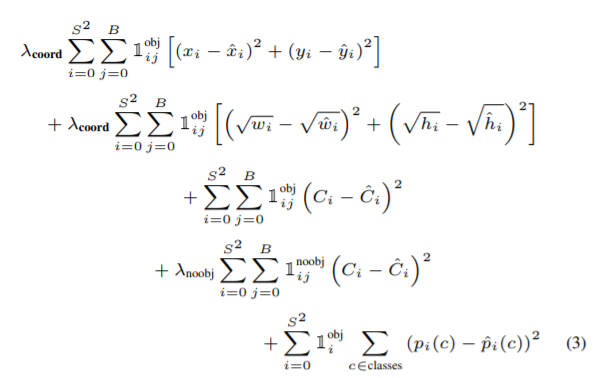 λcoord ∑_{i=0}^{S²} ∑_{j=0}^{B} 𝟙_{ij}^{obj} [(x_i − x̂_i)² + (y_i − ŷ_i)²]
+ λcoord ∑_{i=0}^{S²} ∑_{j=0}^{B} 𝟙_{ij}^{obj} [(√w_i − √ŵ_i)² + (√h_i − √ĥ_i)²]
+ ∑_{i=0}^{S²} ∑_{j=0}^{B} 𝟙_{ij}^{obj} (C_i − Ĉ_i)²
+ λnoobj ∑_{i=0}^{S²} ∑_{j=0}^{B} 𝟙_{ij}^{noobj} (C_i − Ĉ_i)²
+ ∑_{i=0}^{S²} 𝟙_{i}^{obj} ∑_{c∈classes} (p_i(c) − p̂_i(c))² (3)